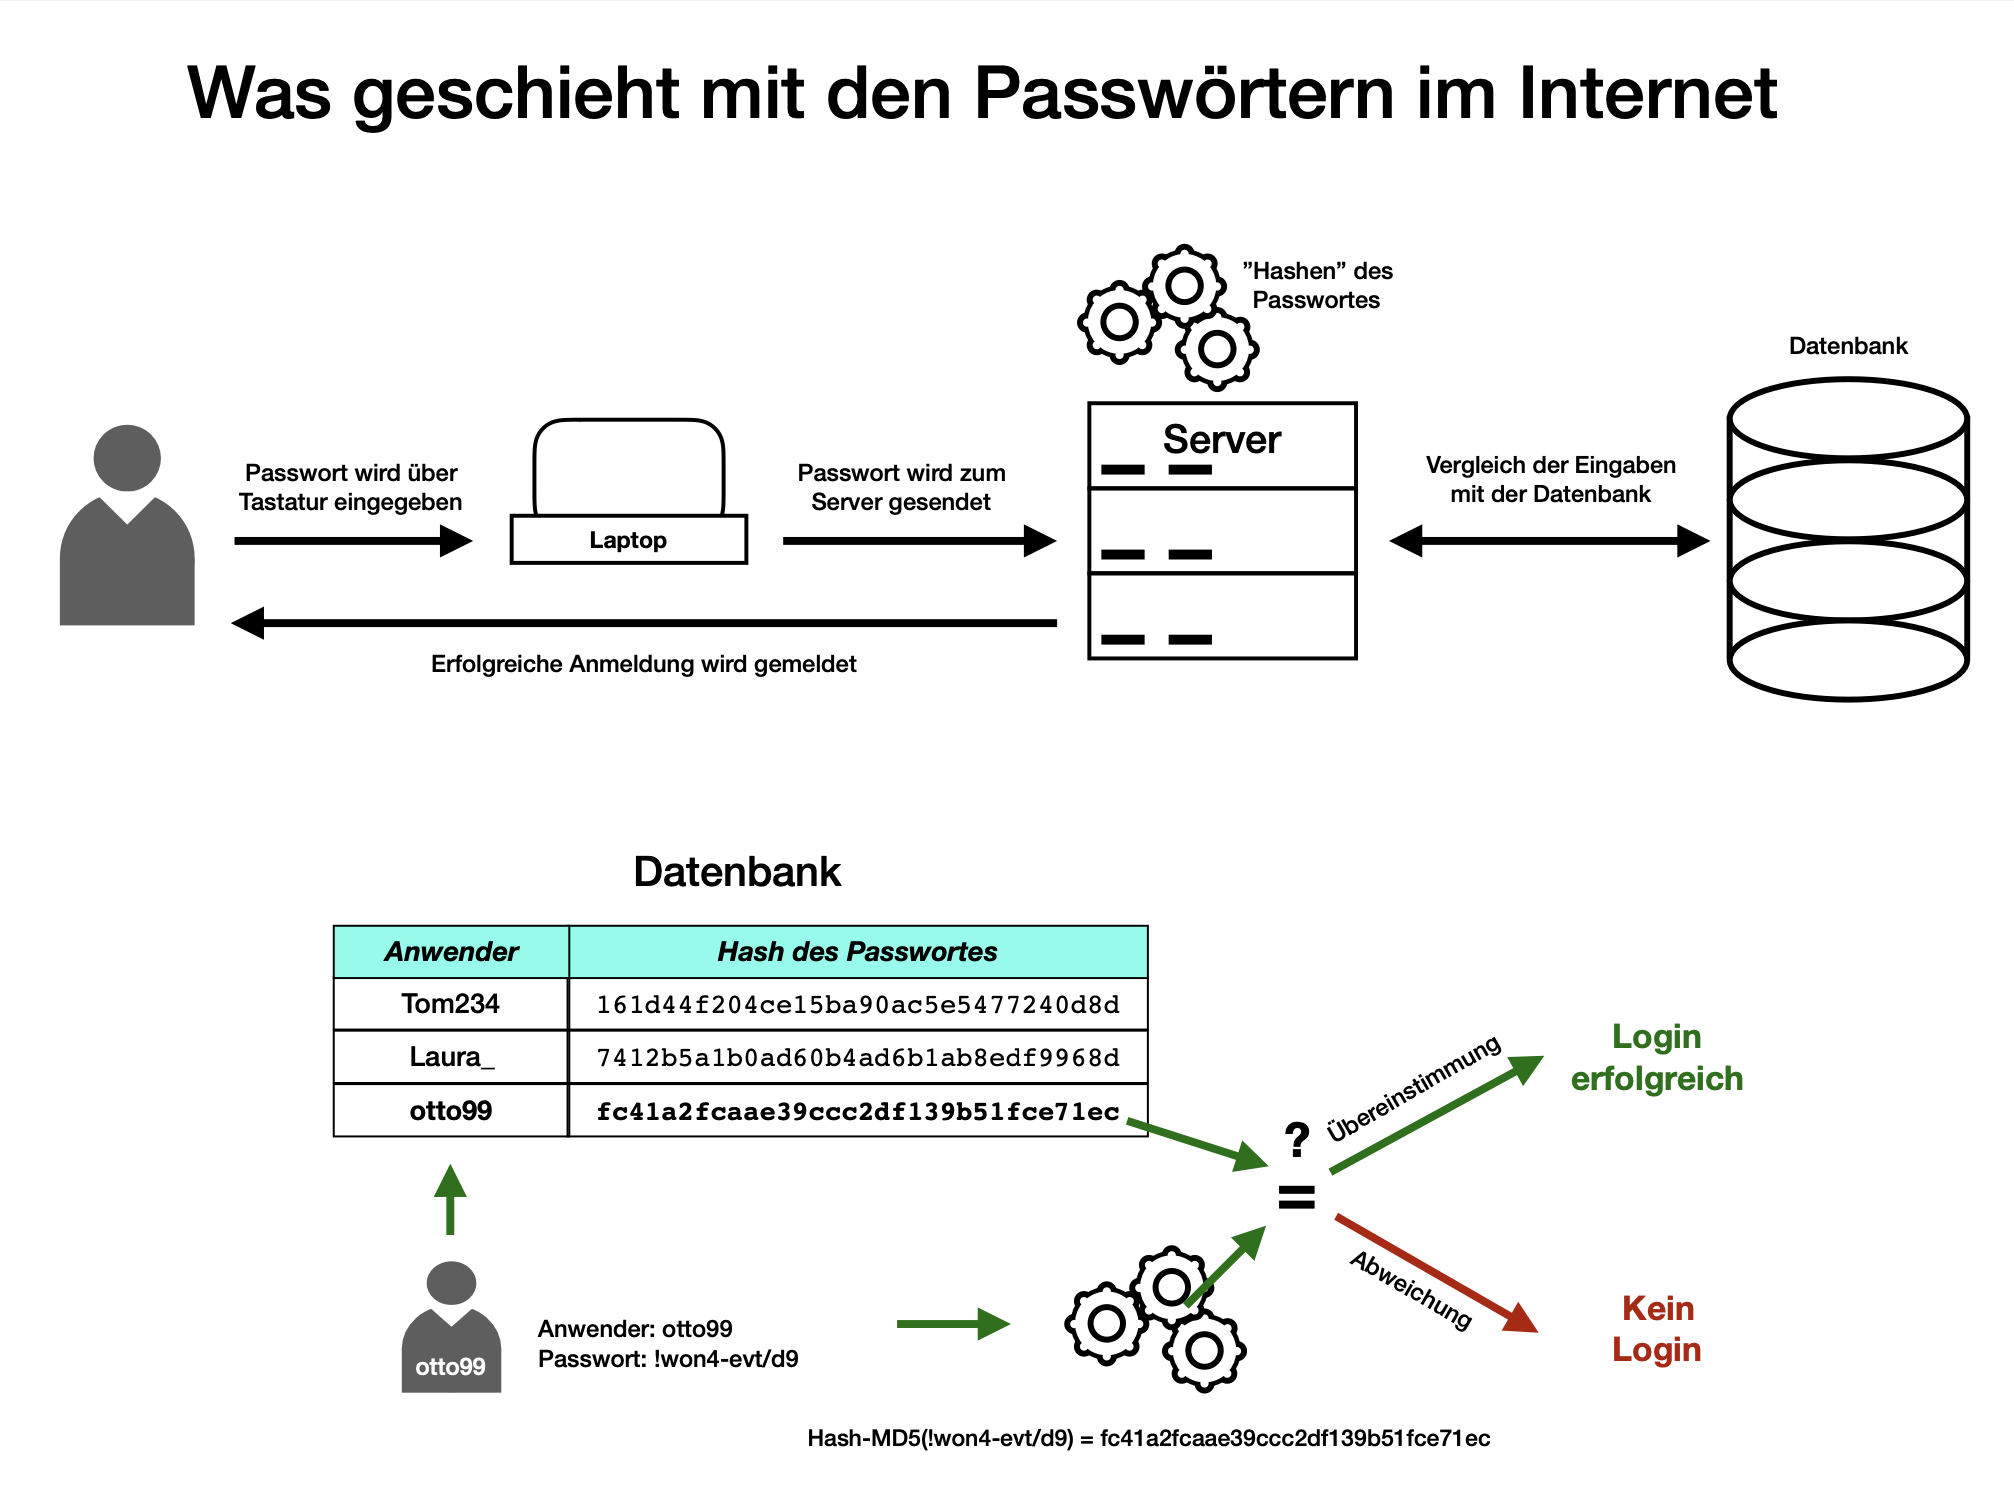 Was geschieht mit den Passwörtern im Internet
”Hashen” des
Passwortes
Datenbank
Passwort wird über
Tastatur eingegeben
Laptop
Passwort wird zum
Server gesendet
Server
Vergleich der Eingaben
mit der Datenbank
Erfolgreiche Anmeldung wird gemeldet
Datenbank
Anwender Hash des Passwortes
Tom234 161d44f204ce15ba90ac5e5477240d8d
Laura_ 7412b5a1b0ad60b4ad6b1ab8edf9968d
otto99 fc41a2fcaae39ccc2df139b51fce71ec
?
=
Übereinstimmung
Login
erfolgreich
Abweichung
Kein
Login
otto99
Anwender: otto99
Passwort: !won4-evt/d9
Hash-MD5(!won4-evt/d9) = fc41a2fcaae39ccc2df139b51fce71ec